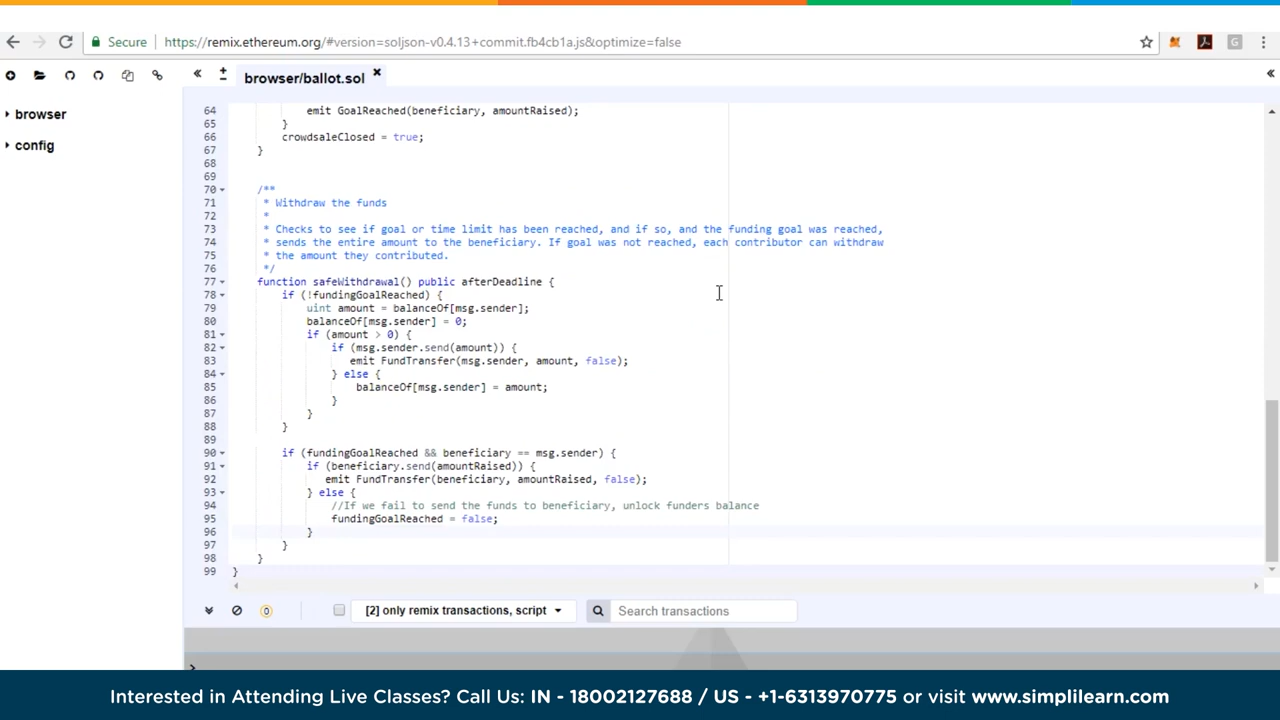 Secure
https://remix.ethereum.org/#version=soljson-v0.4.13+commit.fb4cb1a.js&optimize=false
browser/ballot.sol
browser
config
64 emit GoalReached(beneficiary, amountRaised);
65 }
66 crowdsaleClosed = true;
67 }
68
69
70 /**
71 * Withdraw the funds
72 *
73 * Checks to see if goal or time limit has been reached, and if so, and the funding goal was reached,
74 * sends the entire amount to the beneficiary. If goal was not reached, each contributor can withdraw
75 * the amount they contributed.
76 */
77 function safeWithdrawal() public afterDeadline {
78 if (!fundingGoalReached) {
79 uint amount = balanceOf[msg.sender];
80 balanceOf[msg.sender] = 0;
81 if (amount > 0) {
82 if (msg.sender.send(amount)) {
83 emit FundTransfer(msg.sender, amount, false);
84 } else {
85 balanceOf[msg.sender] = amount;
86 }
87 }
88 }
89
90 if (fundingGoalReached && beneficiary == msg.sender) {
91 if (beneficiary.send(amountRaised)) {
92 emit FundTransfer(beneficiary, amountRaised, false);
93 } else {
94 //If we fail to send the funds to beneficiary, unlock funders balance
95 fundingGoalReached = false;
96 }
97 }
98 }
99 }
0 [2] only remix transactions, script Search transactions
>
Interested in Attending Live Classes? Call Us: IN - 18002127688 / US - +1-6313970775 or visit www.simplilearn.com